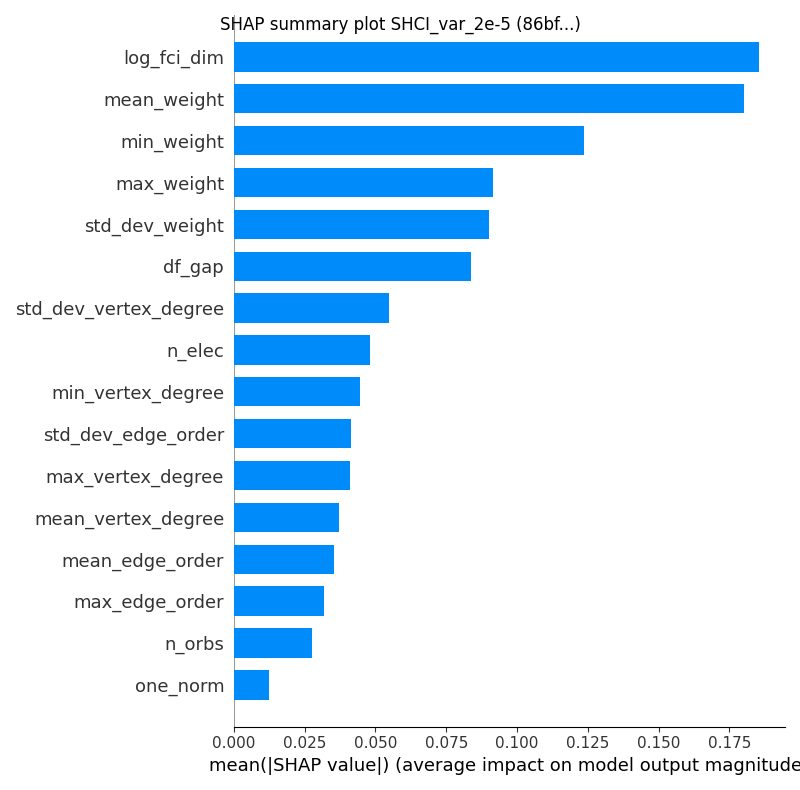 SHAP summary plot SHCI_var_2e-5 (86bf...)
log_fci_dim
mean_weight
min_weight
max_weight
std_dev_weight
df_gap
std_dev_vertex_degree
n_elec
min_vertex_degree
std_dev_edge_order
max_vertex_degree
mean_vertex_degree
mean_edge_order
max_edge_order
n_orbs
one_norm
0.000 0.025 0.050 0.075 0.100 0.125 0.150 0.175
mean(|SHAP value|) (average impact on model output magnitude